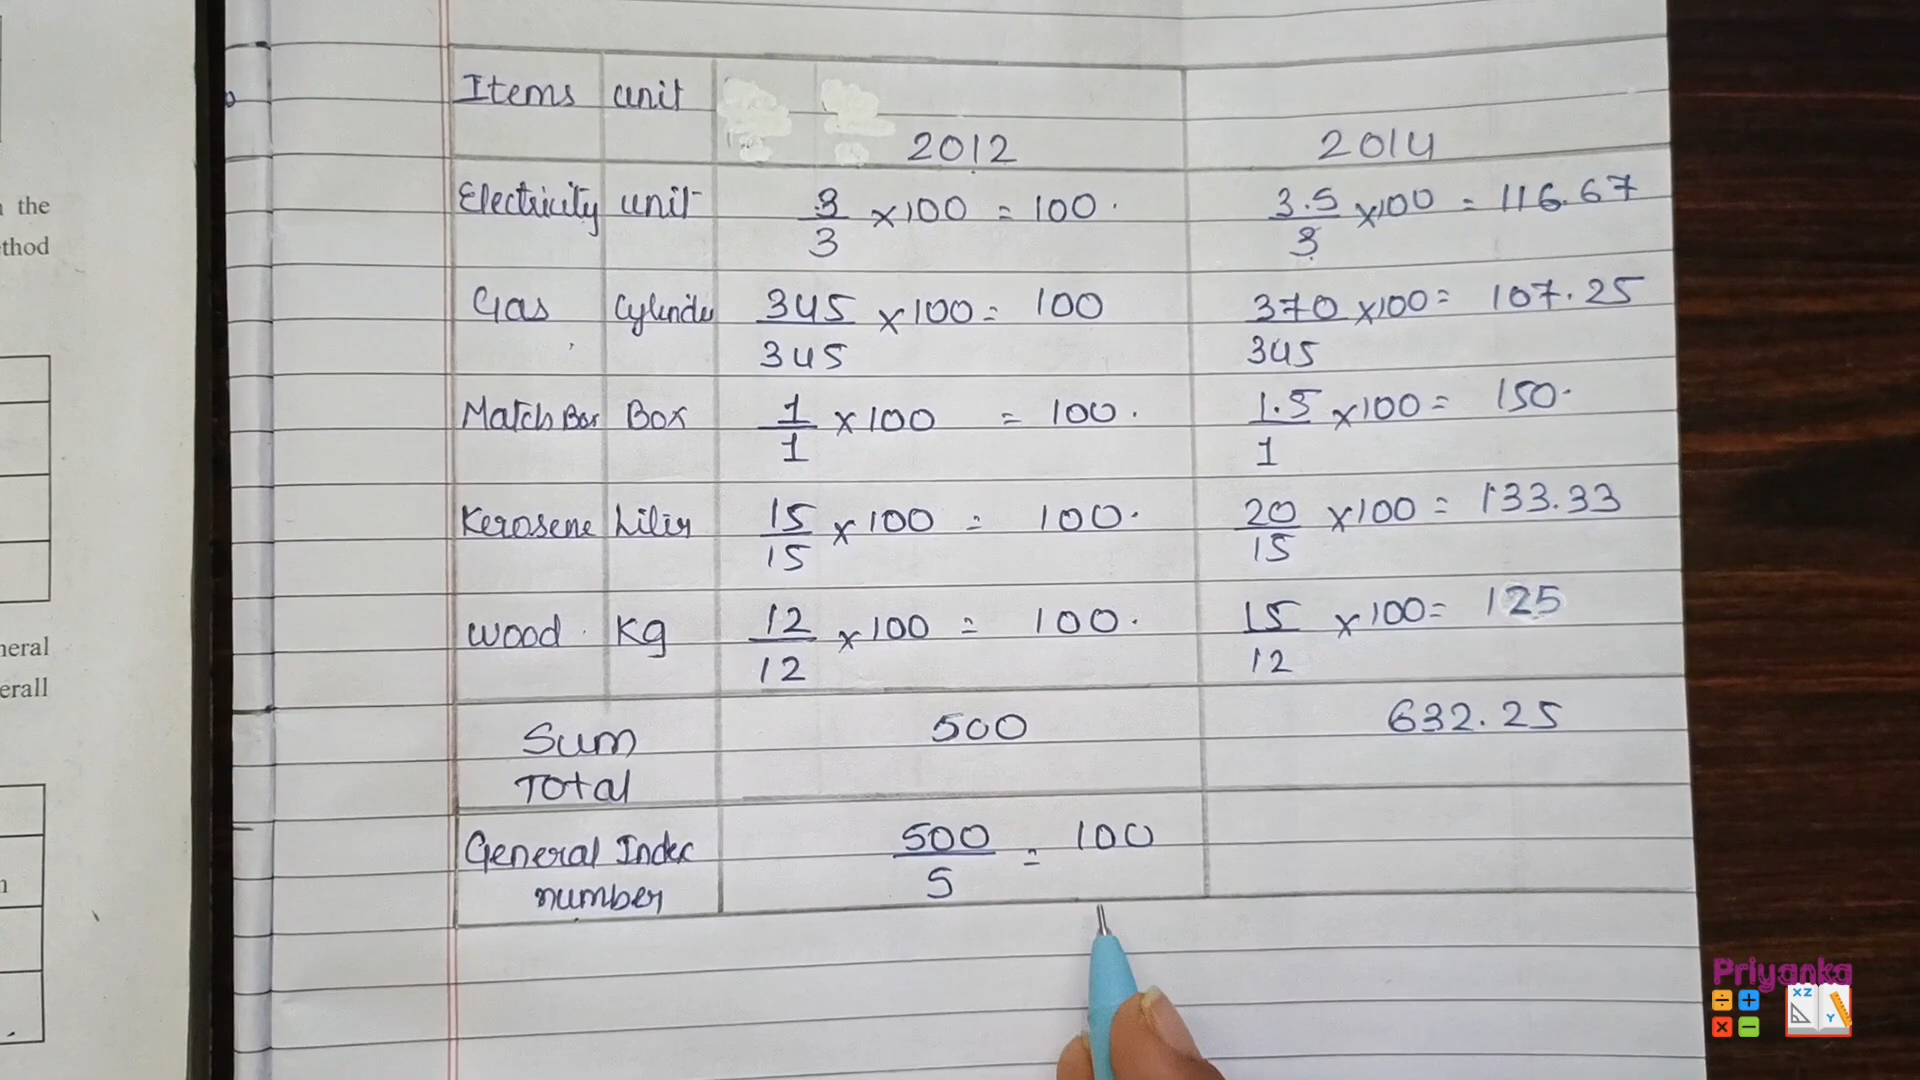 Items unit
2012 2014
Electricity unit 3/3 ×100 = 100. 3.5/3 ×100 = 116.67
Gas Cylinder 345/345 ×100 = 100 370/345 ×100 = 107.25
Match Box Box 1/1 ×100 = 100. 1.5/1 ×100 = 150.
Kerosene Liter 15/15 ×100 = 100. 20/15 ×100 = 133.33
Wood Kg 12/12 ×100 = 100. 15/12 ×100 = 125
Sum 500 632.25
Total
General Index 500/5 = 100
number
the
thod
neral
erall
Priyanka
÷ +
× −
XZ
Y